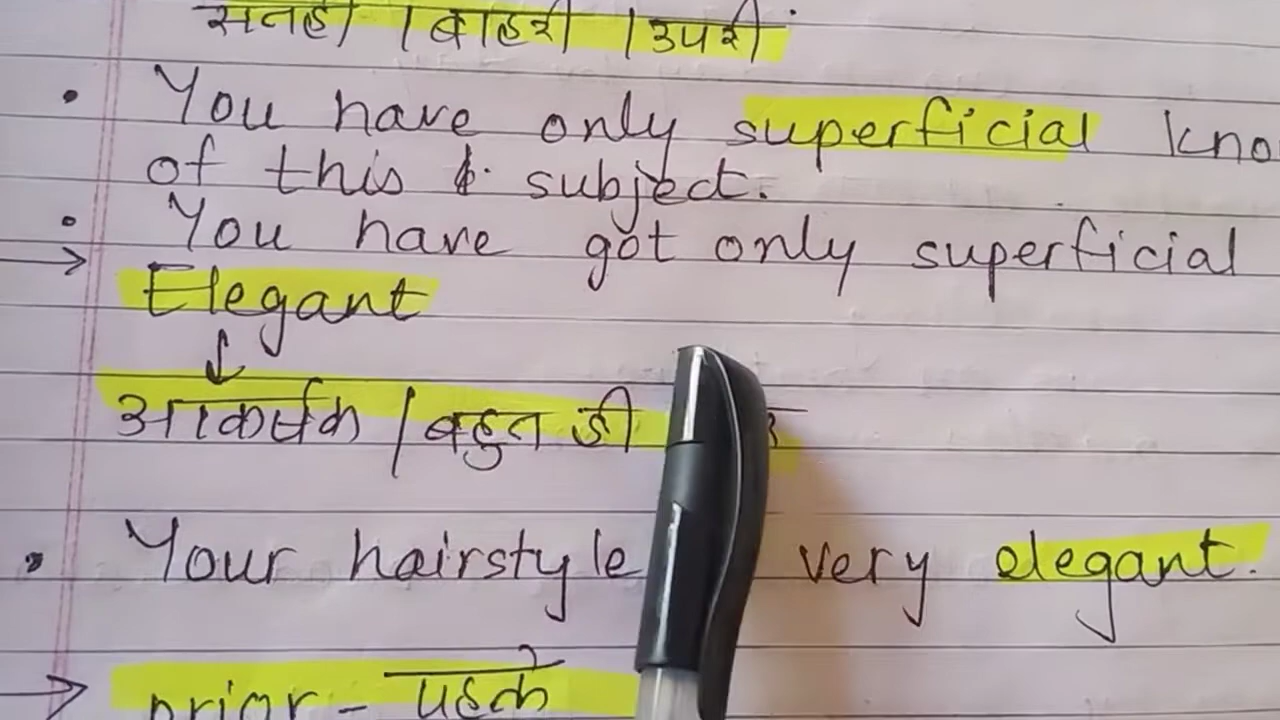 सतही / बाहरी / उपरी
• You have only superficial
of this subject.
• You have got only superficial
→ Elegant
↓
आकर्षक / बहुत ही
• Your hairstyle very elegant.
→ prior - पहले